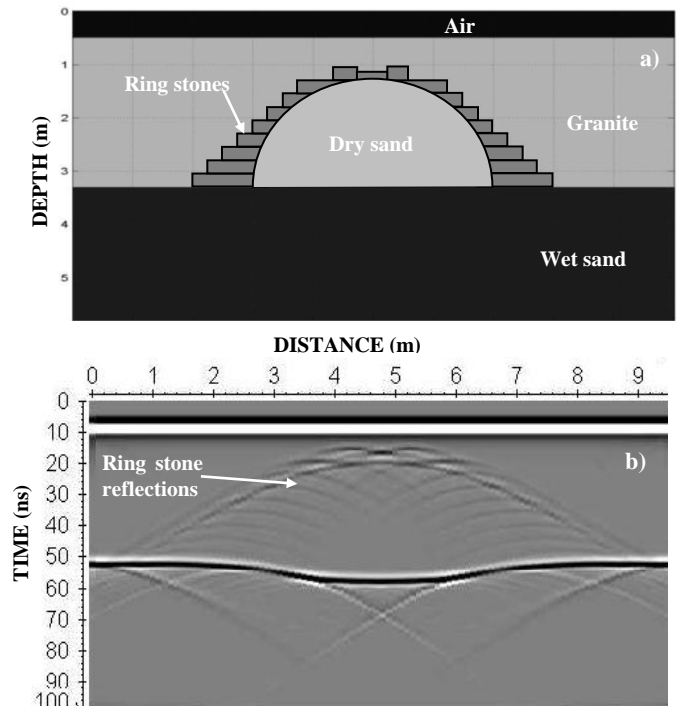 0
Air
a)
1
Ring stones
2
Granite
Dry sand
DEPTH (m)
3
4
Wet sand
5
DISTANCE (m)
0 1 2 3 4 5 6 7 8 9
0
10
20
Ring stone
reflections
b)
30
40
TIME (ns)
50
60
70
80
90
100